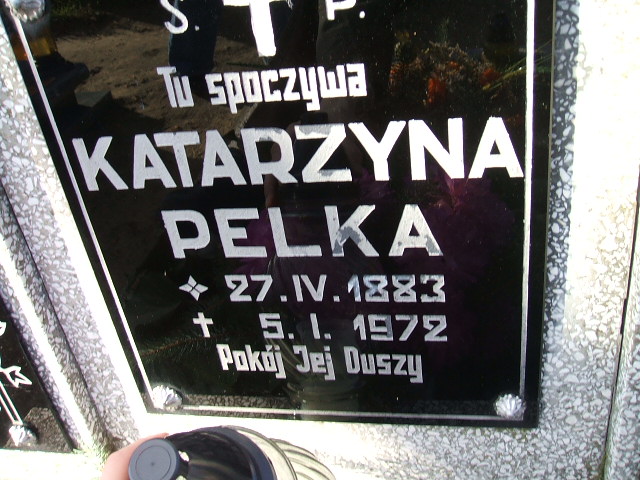 S. P.
Tu spoczywa
KATARZYNA
PELKA
27.IV.1883
5.I.1972
Pokój Jej Duszy